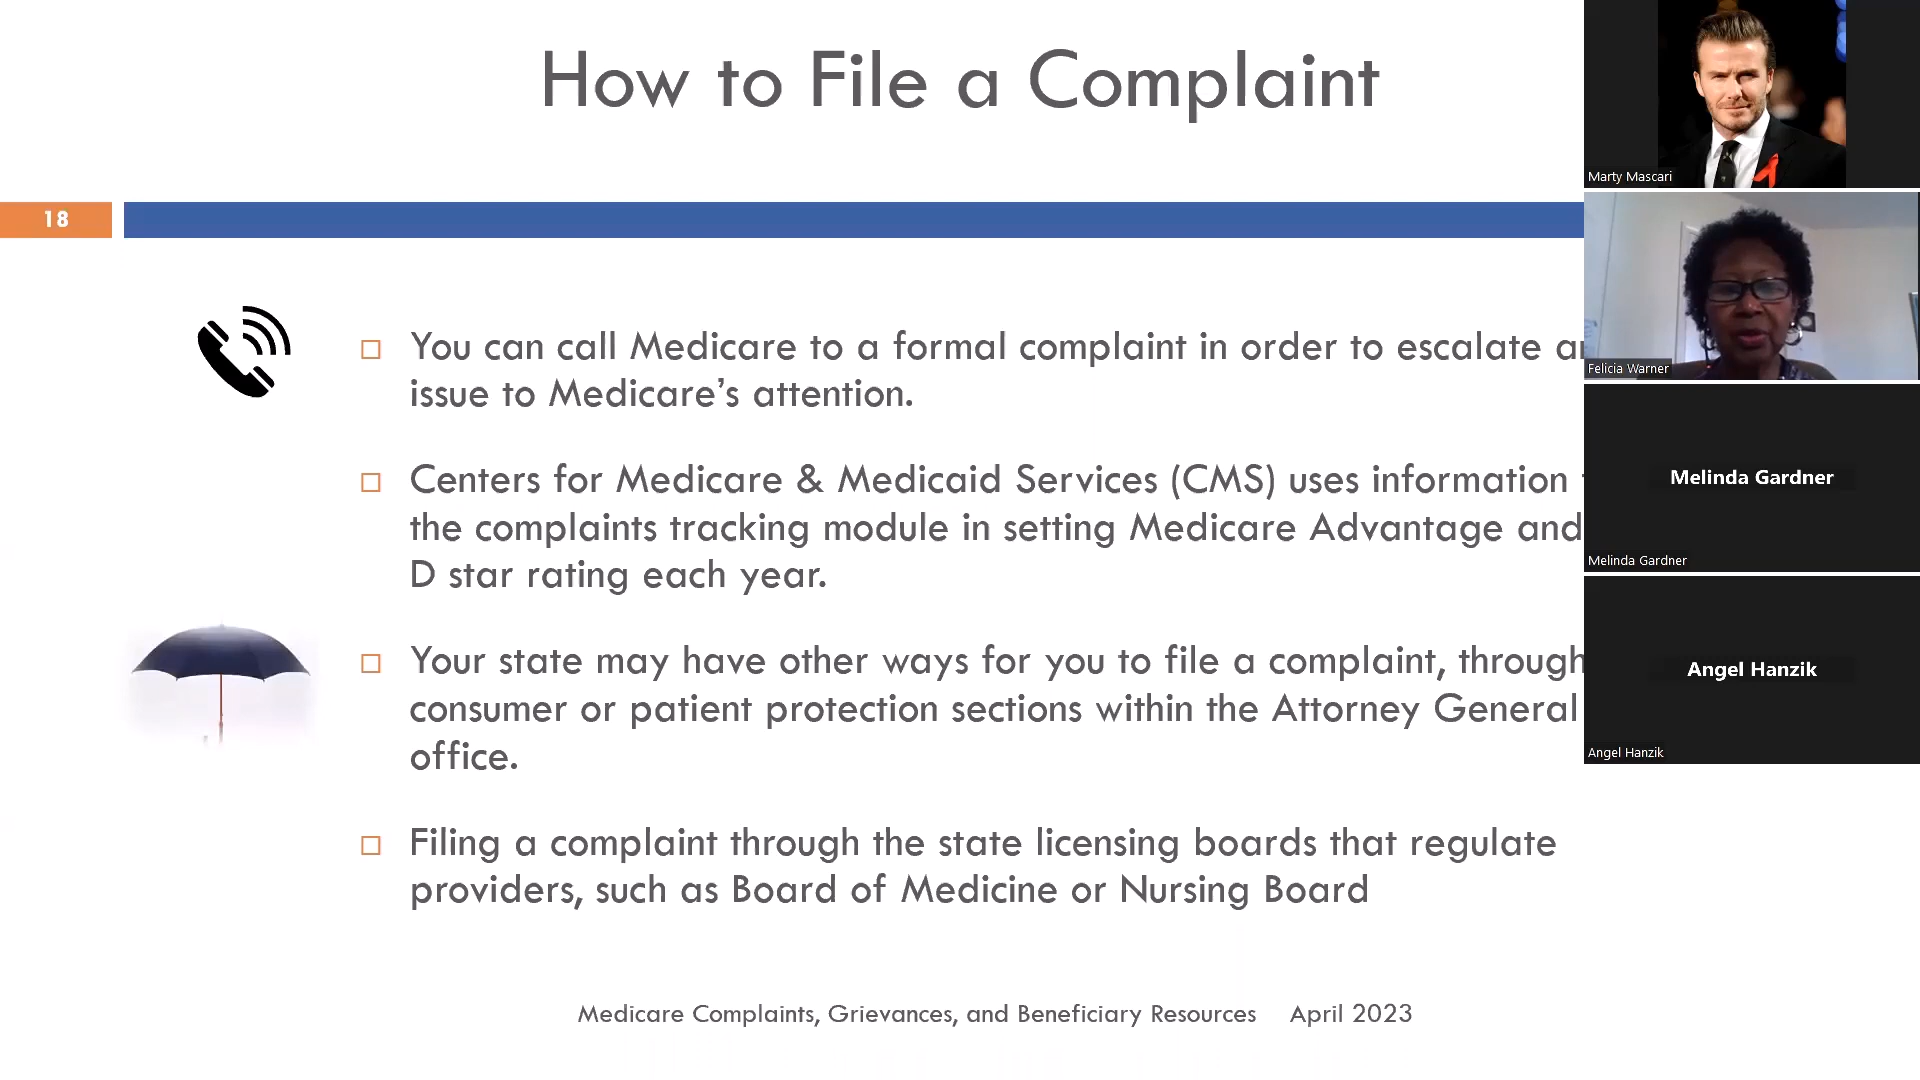 How to File a Complaint
18
You can call Medicare to a formal complaint in order to escalate
issue to Medicare’s attention.
Centers for Medicare & Medicaid Services (CMS) uses information
the complaints tracking module in setting Medicare Advantage and
D star rating each year.
Your state may have other ways for you to file a complaint, through
consumer or patient protection sections within the Attorney General
office.
Filing a complaint through the state licensing boards that regulate
providers, such as Board of Medicine or Nursing Board
Medicare Complaints, Grievances, and Beneficiary Resources April 2023
Marty Mascari
Felicia Warner
Melinda Gardner
Melinda Gardner
Angel Hanzik
Angel Hanzik